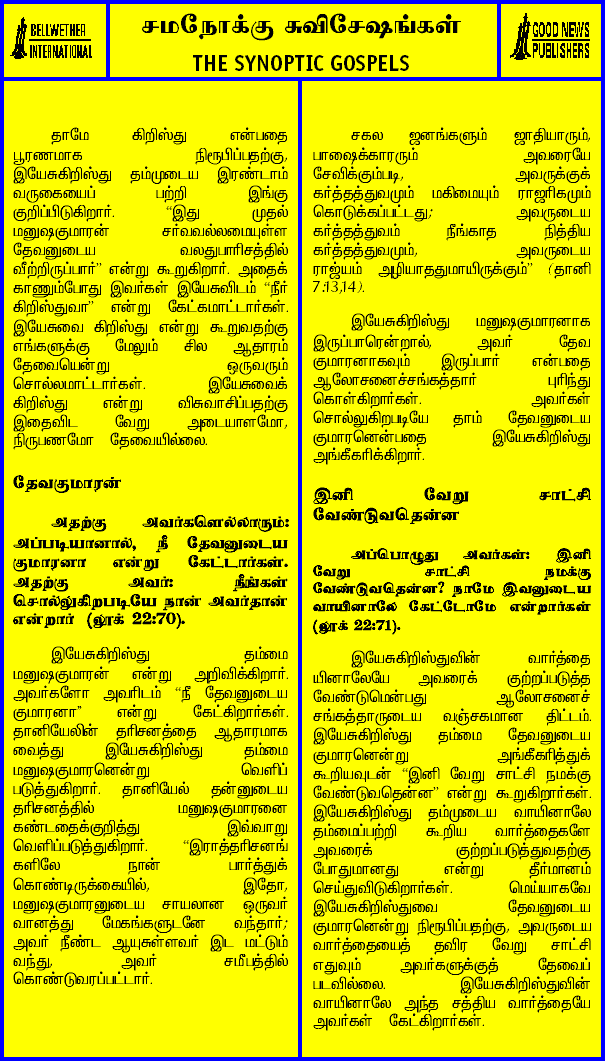 BELLWETHER
INTERNATIONAL
சமநோக்கு சுவிசேஷங்கள்
THE SYNOPTIC GOSPELS
GOOD NEWS
PUBLISHERS
தாமே கிறிஸ்து என்பதை
பூரணமாக நிரூபிப்பதற்கு,
இயேசுகிறிஸ்து தம்முடைய இரண்டாம்
வருகையைப் பற்றி இங்கு
குறிப்பிடுகிறார். “இது முதல்
மனுஷகுமாரன் சர்வவல்லமையுள்ள
தேவனுடைய வலதுபாரிசத்தில்
வீற்றிருப்பார்” என்று கூறுகிறார். அதைக்
காணும்போது இவர்கள் இயேசுவிடம் “நீர்
கிறிஸ்துவா” என்று கேட்கமாட்டார்கள்.
இயேசுவை கிறிஸ்து என்று கூறுவதற்கு
எங்களுக்கு மேலும் சில ஆதாரம்
தேவையென்று ஒருவரும்
சொல்லமாட்டார்கள். இயேசுவைக்
கிறிஸ்து என்று விசுவாசிப்பதற்கு
இதைவிட வேறு அடையாளமோ,
நிருபணமோ தேவையில்லை.
தேவகுமாரன்
அதற்கு அவர்களெல்லாரும்:
அப்படியானால், நீ தேவனுடைய
குமாரனா என்று கேட்டார்கள்.
அதற்கு அவர்: நீங்கள்
சொல்லுகிறபடியே நான் அவர்தான்
என்றார் (லூக் 22:70).
இயேசுகிறிஸ்து தம்மை
மனுஷகுமாரன் என்று அறிவிக்கிறார்.
அவர்களோ அவரிடம் “நீ தேவனுடைய
குமாரனா” என்று கேட்கிறார்கள்.
தானியேலின் தரிசனத்தை ஆதாரமாக
வைத்து இயேசுகிறிஸ்து தம்மை
மனுஷகுமாரனென்று வெளிப்
படுத்துகிறார். தானியேல் தன்னுடைய
தரிசனத்தில் மனுஷகுமாரனை
கண்டதைக்குறித்து இவ்வாறு
வெளிப்படுத்துகிறார். “இராத்தரிசனங்
களிலே நான் பார்த்துக்
கொண்டிருக்கையில், இதோ,
மனுஷகுமாரனுடைய சாயலான ஒருவர்
வானத்து மேகங்களுடனே வந்தார்;
அவர் நீண்ட ஆயுசுள்ளவர் இட மட்டும்
வந்து, அவர் சமீபத்தில்
கொண்டுவரப்பட்டார்.
சகல ஜனங்களும் ஜாதியாரும்,
பாஷைக்காரரும் அவரையே
சேவிக்கும்படி, அவருக்குக்
கர்த்தத்துவமும் மகிமையும் ராஜரிகமும்
கொடுக்கப்பட்டது; அவருடைய
கர்த்தத்துவம் நீங்காத நித்திய
கர்த்தத்துவமும், அவருடைய
ராஜ்யம் அழியாததுமாயிருக்கும்” (தானி
7:13,14).
இயேசுகிறிஸ்து மனுஷகுமாரனாக
இருப்பாரென்றால், அவர் தேவ
குமாரனாகவும் இருப்பார் என்பதை
ஆலோசனைச்சங்கத்தார் புரிந்து
கொள்கிறார்கள். அவர்கள்
சொல்லுகிறபடியே தாம் தேவனுடைய
குமாரனென்பதை இயேசுகிறிஸ்து
அங்கீகரிக்கிறார்.
இனி வேறு சாட்சி
வேண்டுவதென்ன
அப்பொழுது அவர்கள்: இனி
வேறு சாட்சி நமக்கு
வேண்டுவதென்ன? நாமே இவனுடைய
வாயினாலே கேட்டோமே என்றார்கள்
(லூக் 22:71).
இயேசுகிறிஸ்துவின் வார்த்தை
யினாலேயே அவரைக் குற்றப்படுத்த
வேண்டுமென்பது ஆலோசனைச்
சங்கத்தாருடைய வஞ்சகமான திட்டம்.
இயேசுகிறிஸ்து தம்மை தேவனுடைய
குமாரனென்று அங்கீகரித்துக்
கூறியவுடன் “இனி வேறு சாட்சி நமக்கு
வேண்டுவதென்ன” என்று கூறுகிறார்கள்.
இயேசுகிறிஸ்து தம்முடைய வாயினாலே
தம்மைப்பற்றி கூறிய வார்த்தைகளே
அவரைக் குற்றப்படுத்துவதற்கு
போதுமானது என்று தீர்மானம்
செய்துவிடுகிறார்கள். மெய்யாகவே
இயேசுகிறிஸ்துவை தேவனுடைய
குமாரனென்று நிரூபிப்பதற்கு, அவருடைய
வார்த்தையைத் தவிர வேறு சாட்சி
எதுவும் அவர்களுக்குத் தேவைப்
படவில்லை. இயேசுகிறிஸ்துவின்
வாயினாலே அந்த சத்திய வார்த்தையே
அவர்கள் கேட்கிறார்கள்.